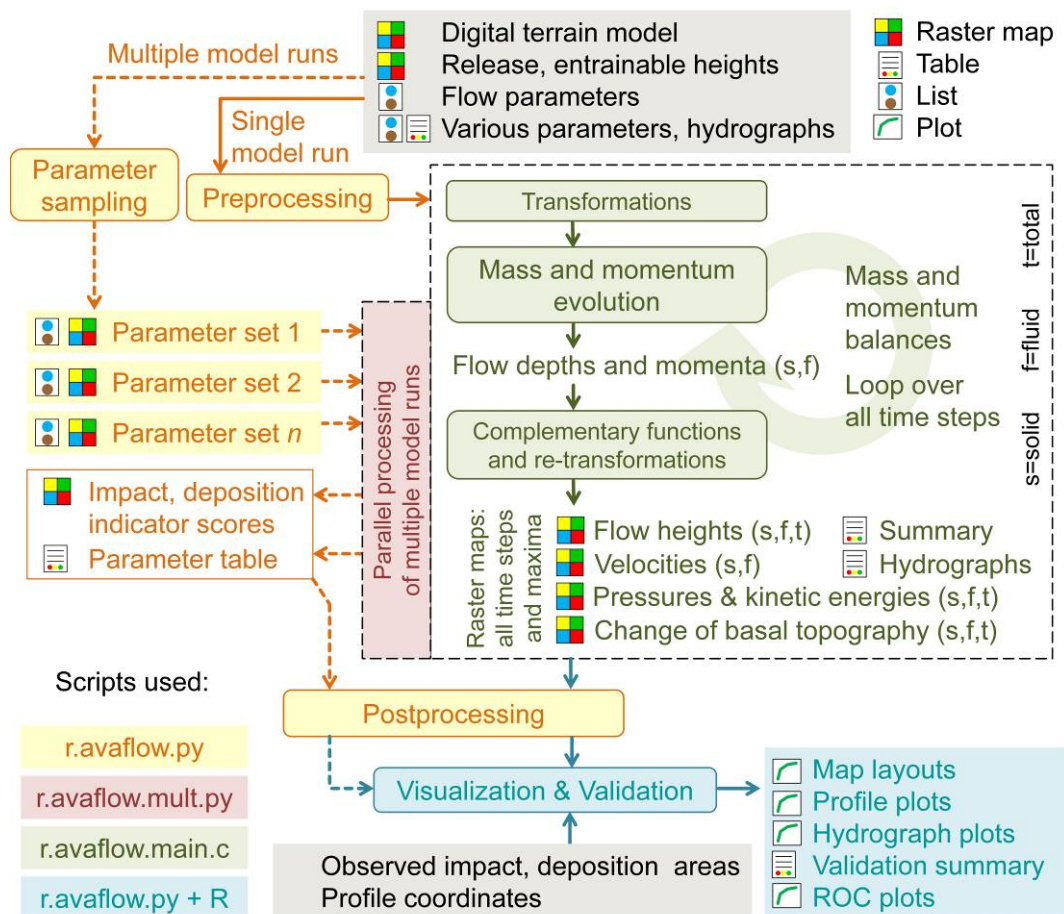 Multiple model runs
Digital terrain model
Release, entrainable heights
Flow parameters
Various parameters, hydrographs
Raster map
Table
List
Plot
Single
model run
Parameter
sampling
Preprocessing
Transformations
Mass and momentum
evolution
Flow depths and momenta (s,f)
Complementary functions
and re-transformations
Mass and
momentum
balances
Loop over
all time steps
s=solid f=fluid t=total
Parameter set 1
Parameter set 2
Parameter set n
Parallel processing
of multiple model runs
Impact, deposition
indicator scores
Parameter table
Raster maps:
all time steps
and maxima
Flow heights (s,f,t)
Velocities (s,f)
Pressures & kinetic energies (s,f,t)
Change of basal topography (s,f,t)
Summary
Hydrographs
Postprocessing
Visualization & Validation
Observed impact, deposition areas
Profile coordinates
Map layouts
Profile plots
Hydrograph plots
Validation summary
ROC plots
Scripts used:
r.avaflow.py
r.avaflow.mult.py
r.avaflow.main.c
r.avaflow.py + R